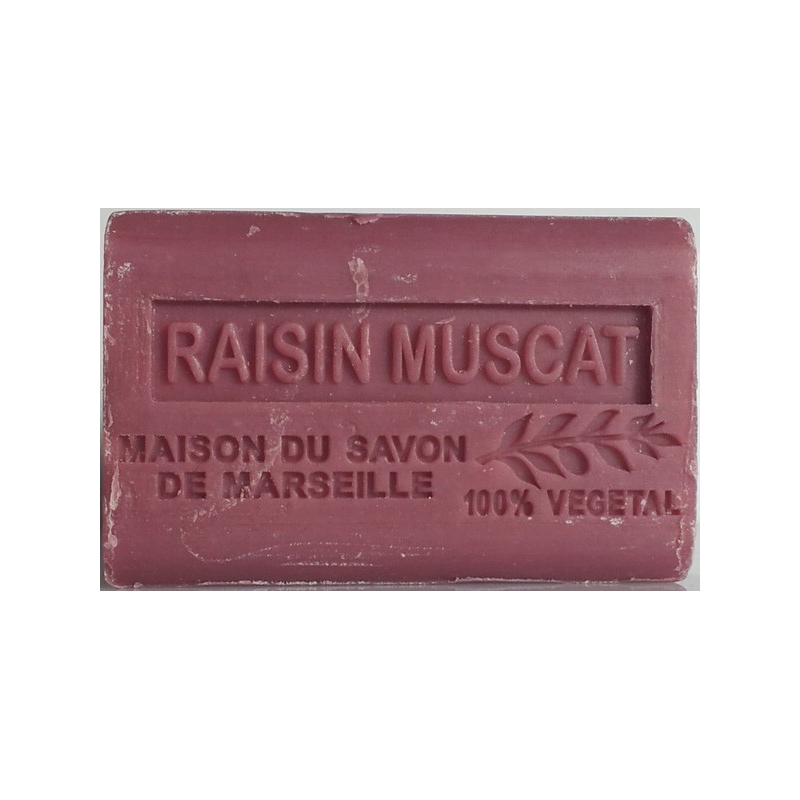 RAISIN MUSCAT
MAISON DU SAVON
DE MARSEILLE
100% VEGETAL